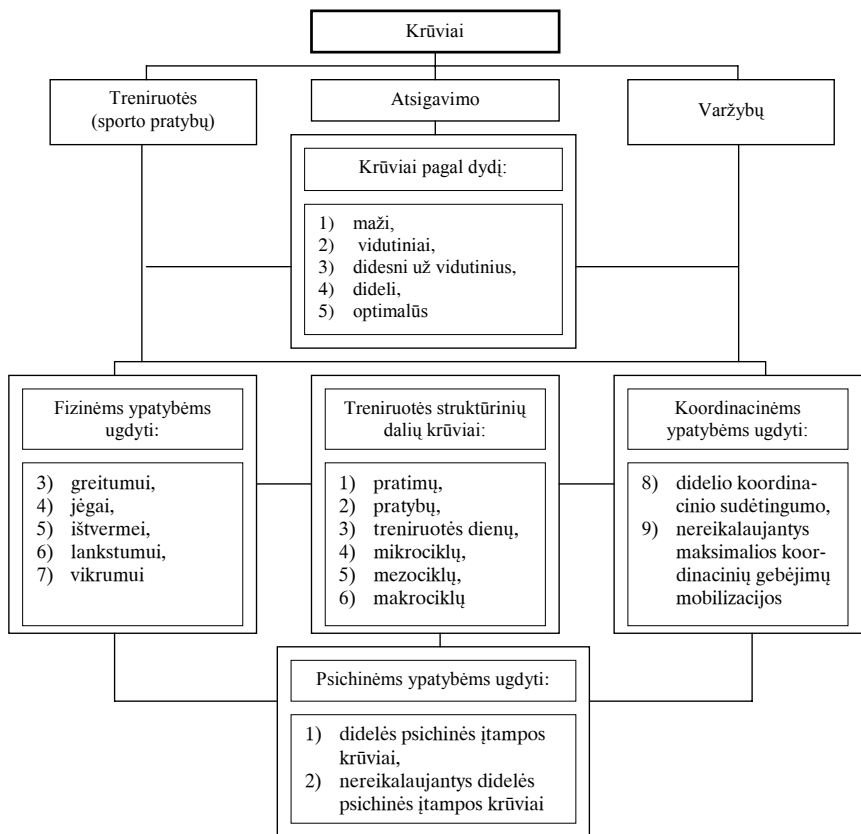 Krūviai
Treniruotės
(sporto pratybų)
Atsigavimo
Varžybų
Krūviai pagal dydį:
1) maži,
2) vidutiniai,
3) didesni už vidutinius,
4) dideli,
5) optimalūs
Fizinėms ypatybėms
ugdyti:
3) greitumui,
4) jėgai,
5) ištvermei,
6) lankstumui,
7) vikrumui
Treniruotės struktūrinių
dalių krūviai:
1) pratimų,
2) pratybų,
3) treniruotės dienų,
4) mikrociklų,
5) mezociklų,
6) makrociklų
Koordinacinėms
ypatybėms ugdyti:
8) didelio koordina-
cinio sudėtingumo,
9) nereikalaujantys
maksimalios koor-
dinacinių gebėjimų
mobilizacijos
Psichinėms ypatybėms ugdyti:
1) didelės psichinės įtampos
krūviai,
2) nereikalaujantys didelės
psichinės įtampos krūviai